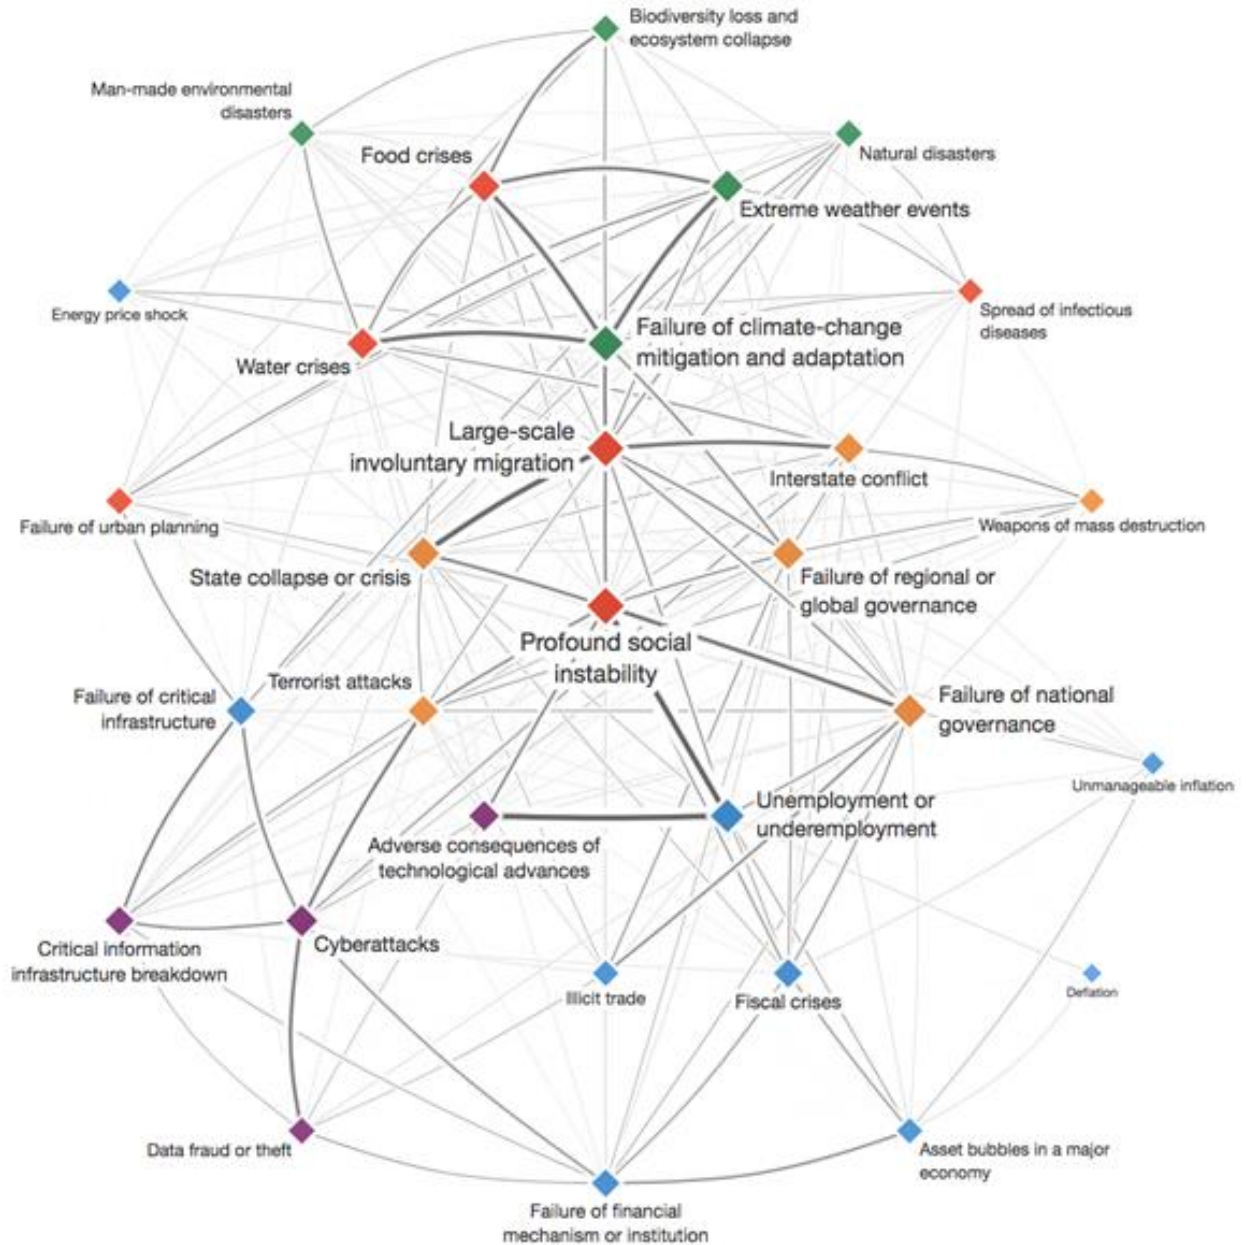 Biodiversity loss and
ecosystem collapse
Man-made environmental
disasters
Food crises
Natural disasters
Extreme weather events
Energy price shock
Spread of infectious
diseases
Water crises
Failure of climate-change
mitigation and adaptation
Large-scale
involuntary migration
Interstate conflict
Failure of urban planning
Weapons of mass destruction
State collapse or crisis
Failure of regional or
global governance
Profound social
instability
Terrorist attacks
Failure of critical
infrastructure
Failure of national
governance
Unmanageable inflation
Unemployment or
underemployment
Adverse consequences of
technological advances
Critical information
infrastructure breakdown
Cyberattacks
Illicit trade
Fiscal crises
Deflation
Data fraud or theft
Asset bubbles in a major
economy
Failure of financial
mechanism or institution